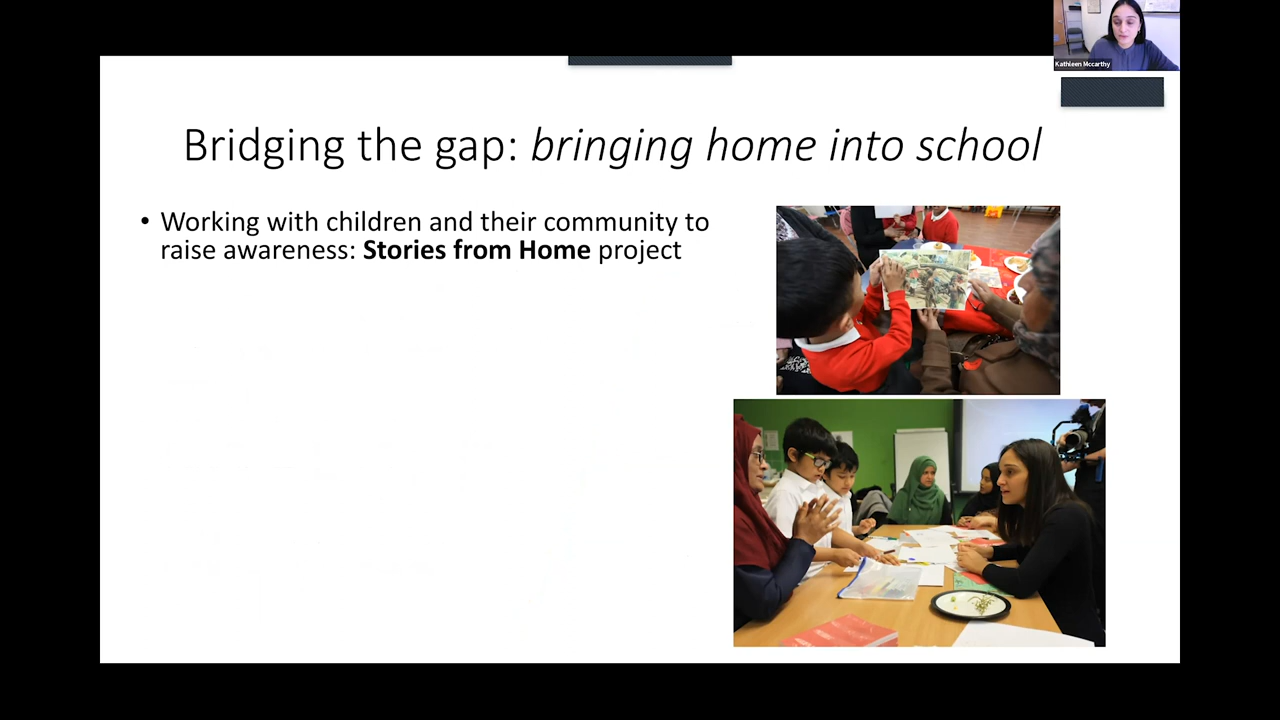 Kathleen Mccarthy
Bridging the gap: bringing home into school
• Working with children and their community to
raise awareness: Stories from Home project